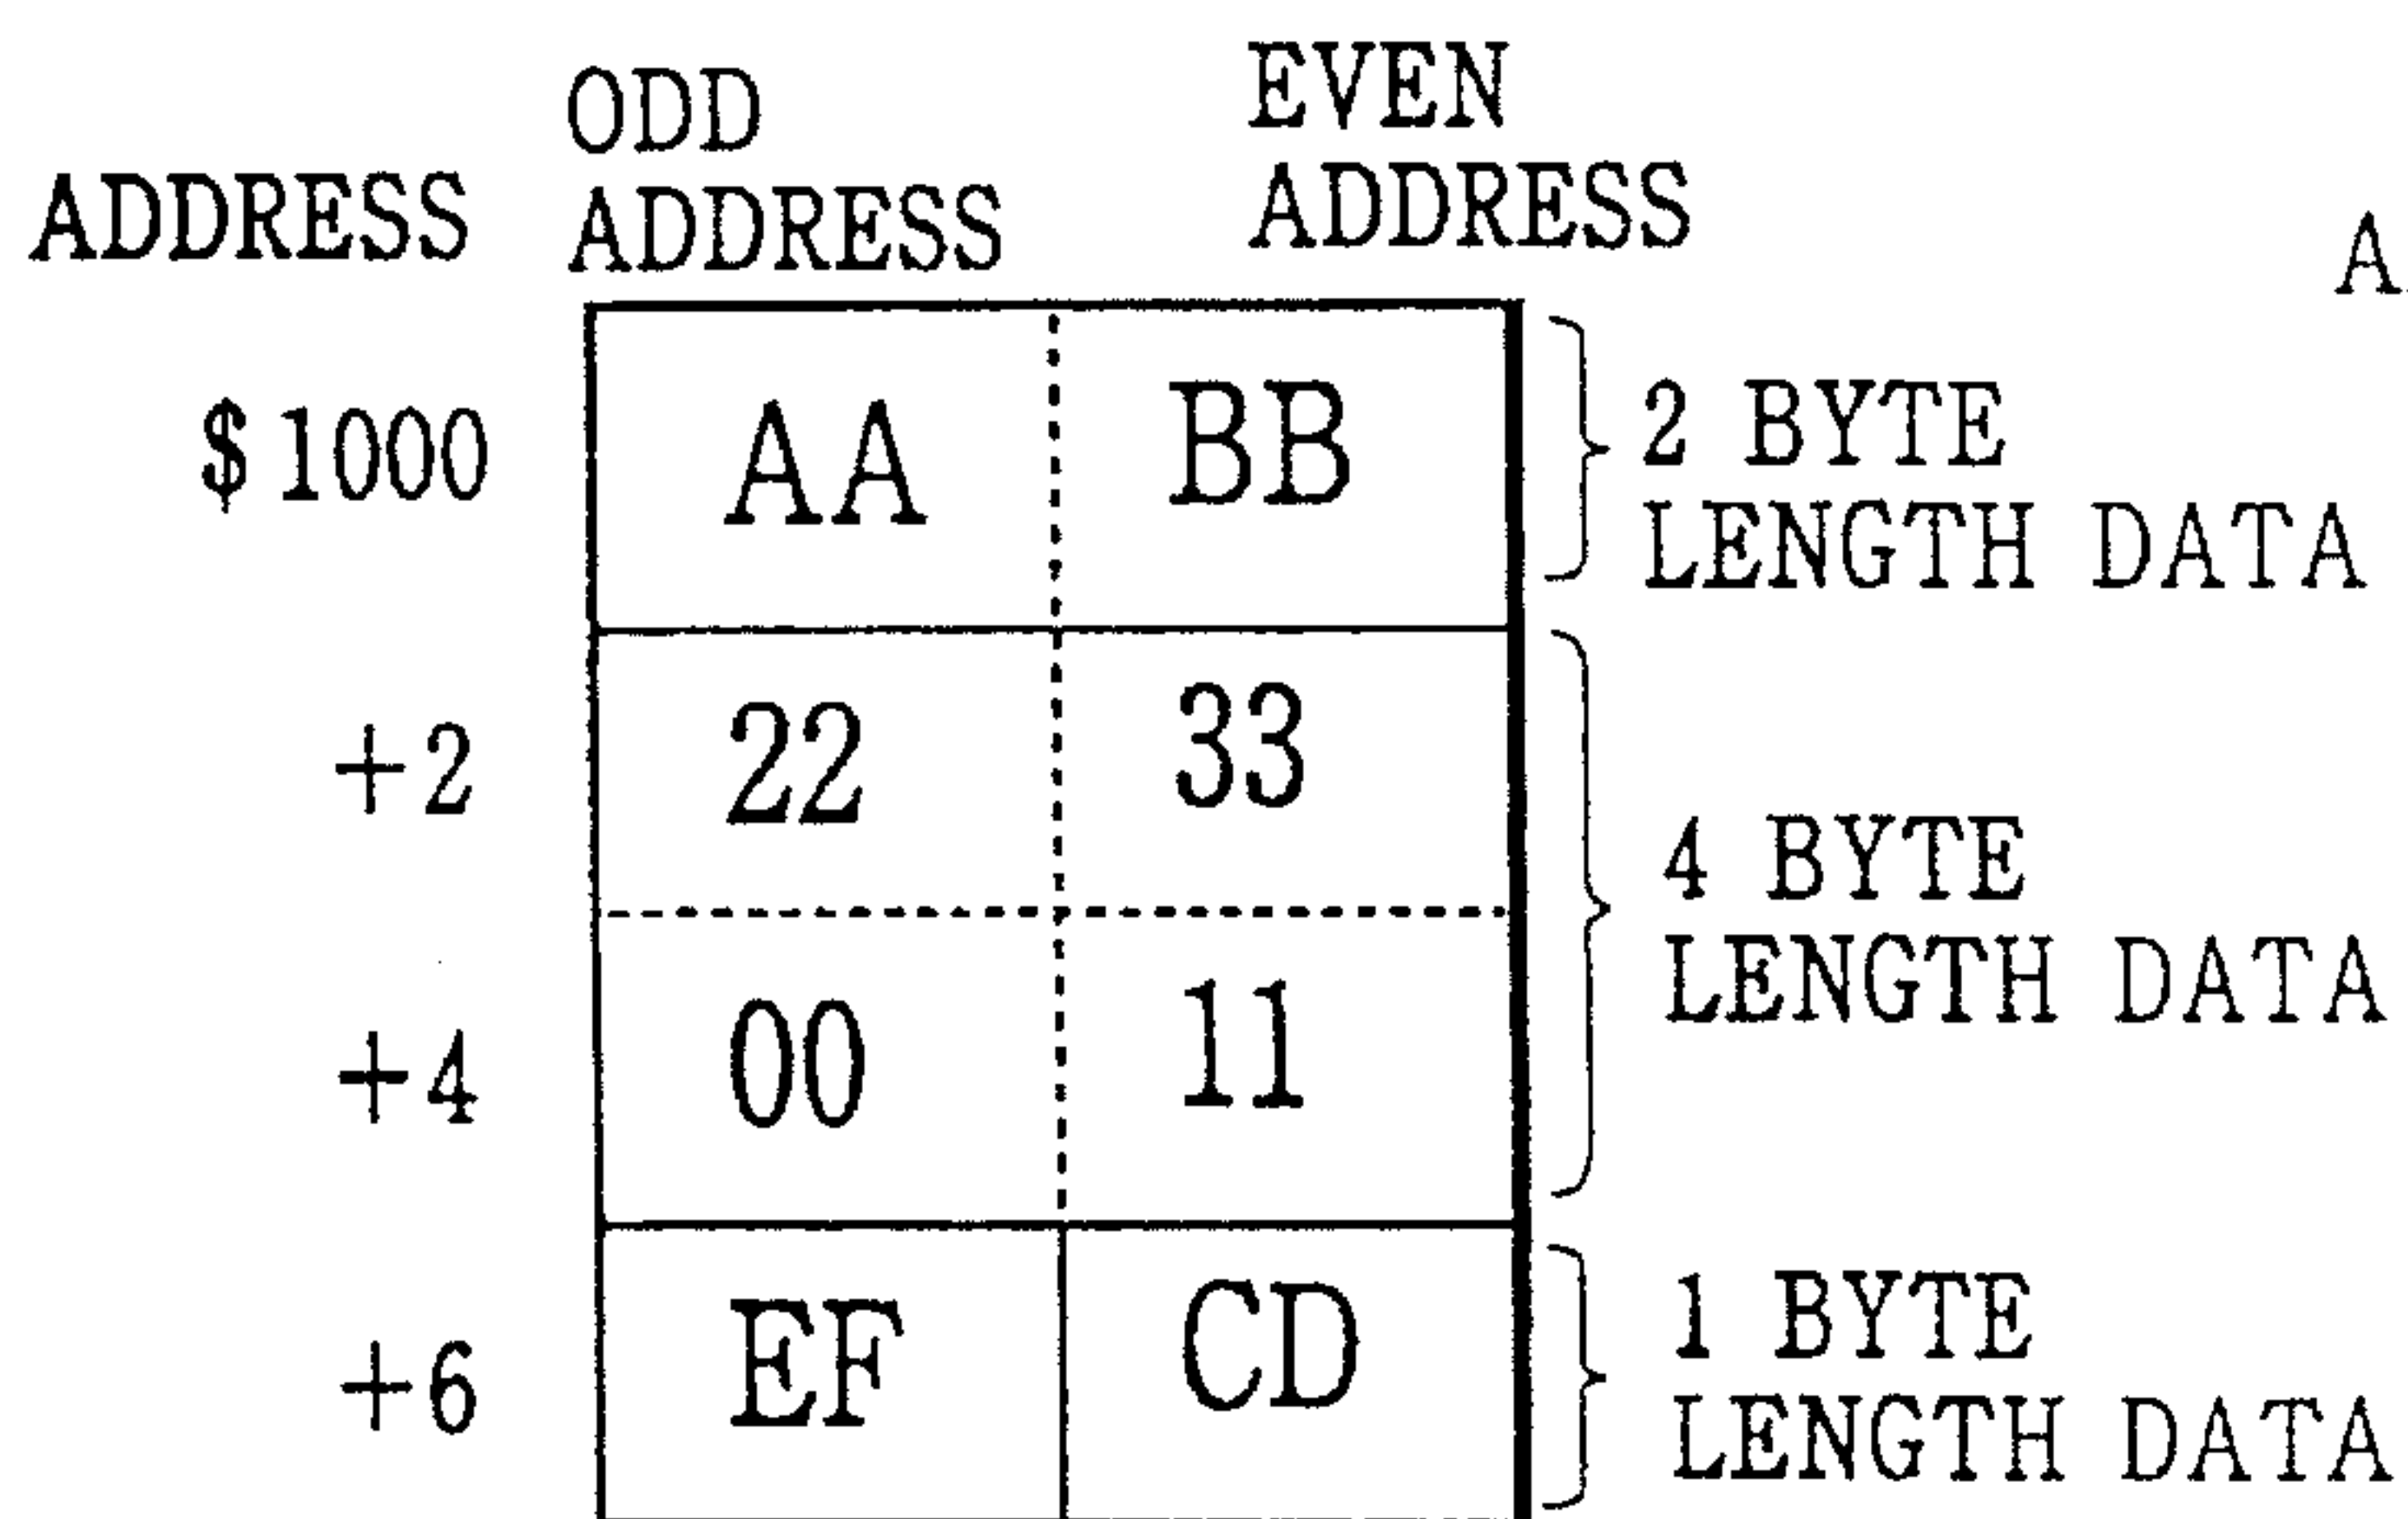 ADDRESS ODD ADDRESS EVEN ADDRESS
A
$1000 AA BB 2 BYTE LENGTH DATA
+2 22 33
4 BYTE LENGTH DATA
+4 00 11
+6 EF CD 1 BYTE LENGTH DATA